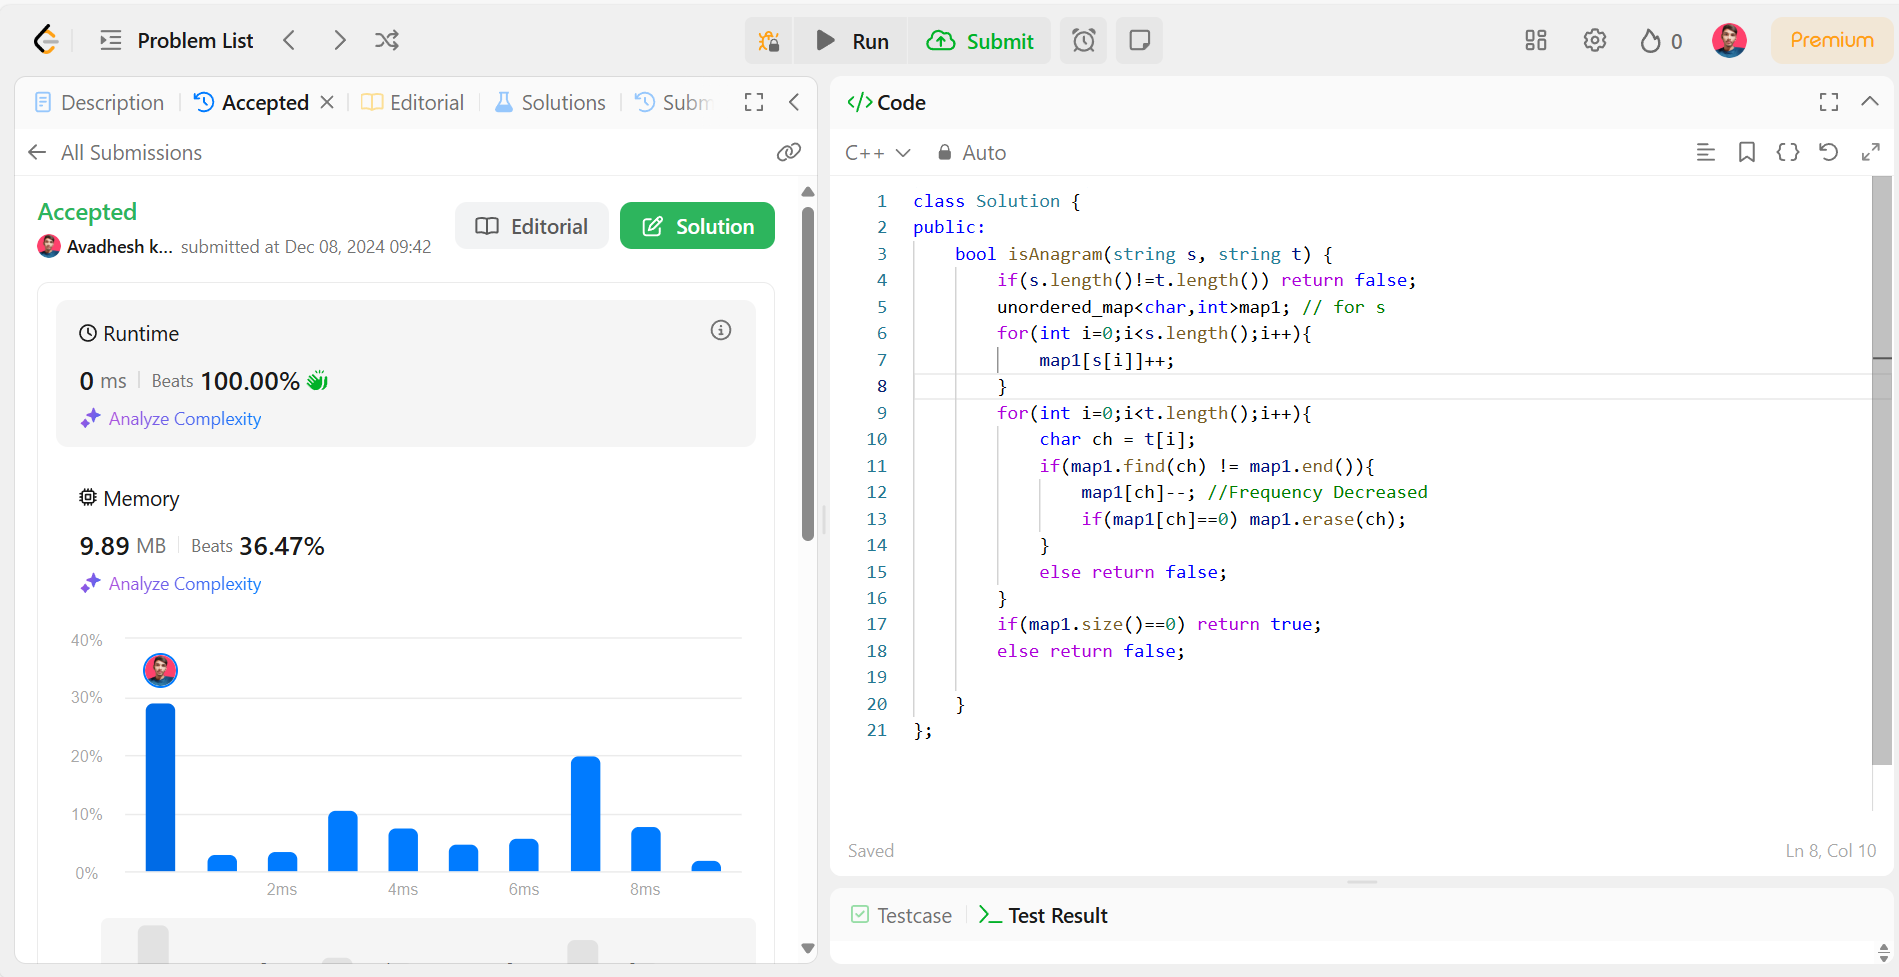 Problem List
Run
Submit
0
Premium
Description
Accepted
Editorial
Solutions
All Submissions
Accepted
Avadhesh k... submitted at Dec 08, 2024 09:42
Editorial
Solution
Runtime
0 ms Beats 100.00%
Analyze Complexity
Memory
9.89 MB Beats 36.47%
Analyze Complexity
40%
30%
20%
10%
0%
2ms 4ms 6ms 8ms
</> Code
C++ Auto
1 class Solution {
2 public:
3     bool isAnagram(string s, string t) {
4         if(s.length()!=t.length()) return false;
5         unordered_map<char,int>map1; // for s
6         for(int i=0;i<s.length();i++){
7             map1[s[i]]++;
8         }
9         for(int i=0;i<t.length();i++){
10             char ch = t[i];
11             if(map1.find(ch) != map1.end()){
12                 map1[ch]--; //Frequency Decreased
13                 if(map1[ch]==0) map1.erase(ch);
14             }
15             else return false;
16         }
17         if(map1.size()==0) return true;
18         else return false;
19
20     }
21 };
Saved
Ln 8, Col 10
Testcase
Test Result